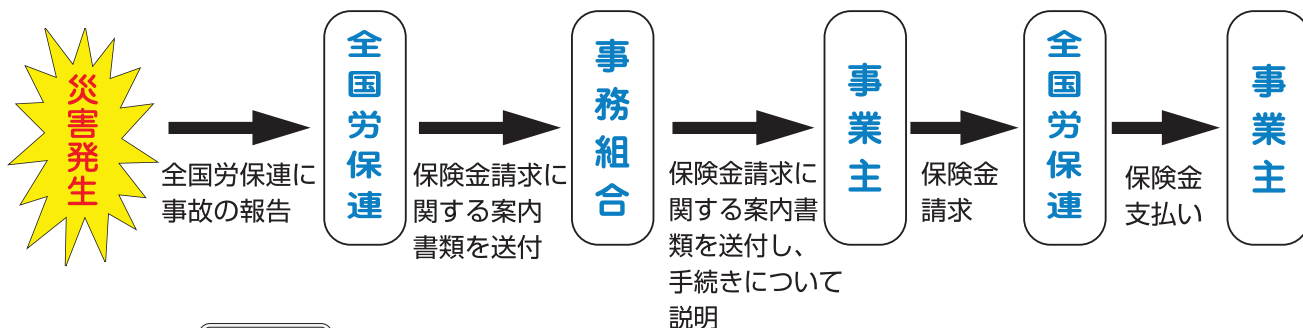 災害発生
全国労保連に
事故の報告
全国労保連
保険金請求に
関する案内
書類を送付
事務組合
保険金請求に
関する案内書
類を送付し、
手続きについて
説明
事業主
保険金
請求
全国労保連
保険金
支払い
事業主